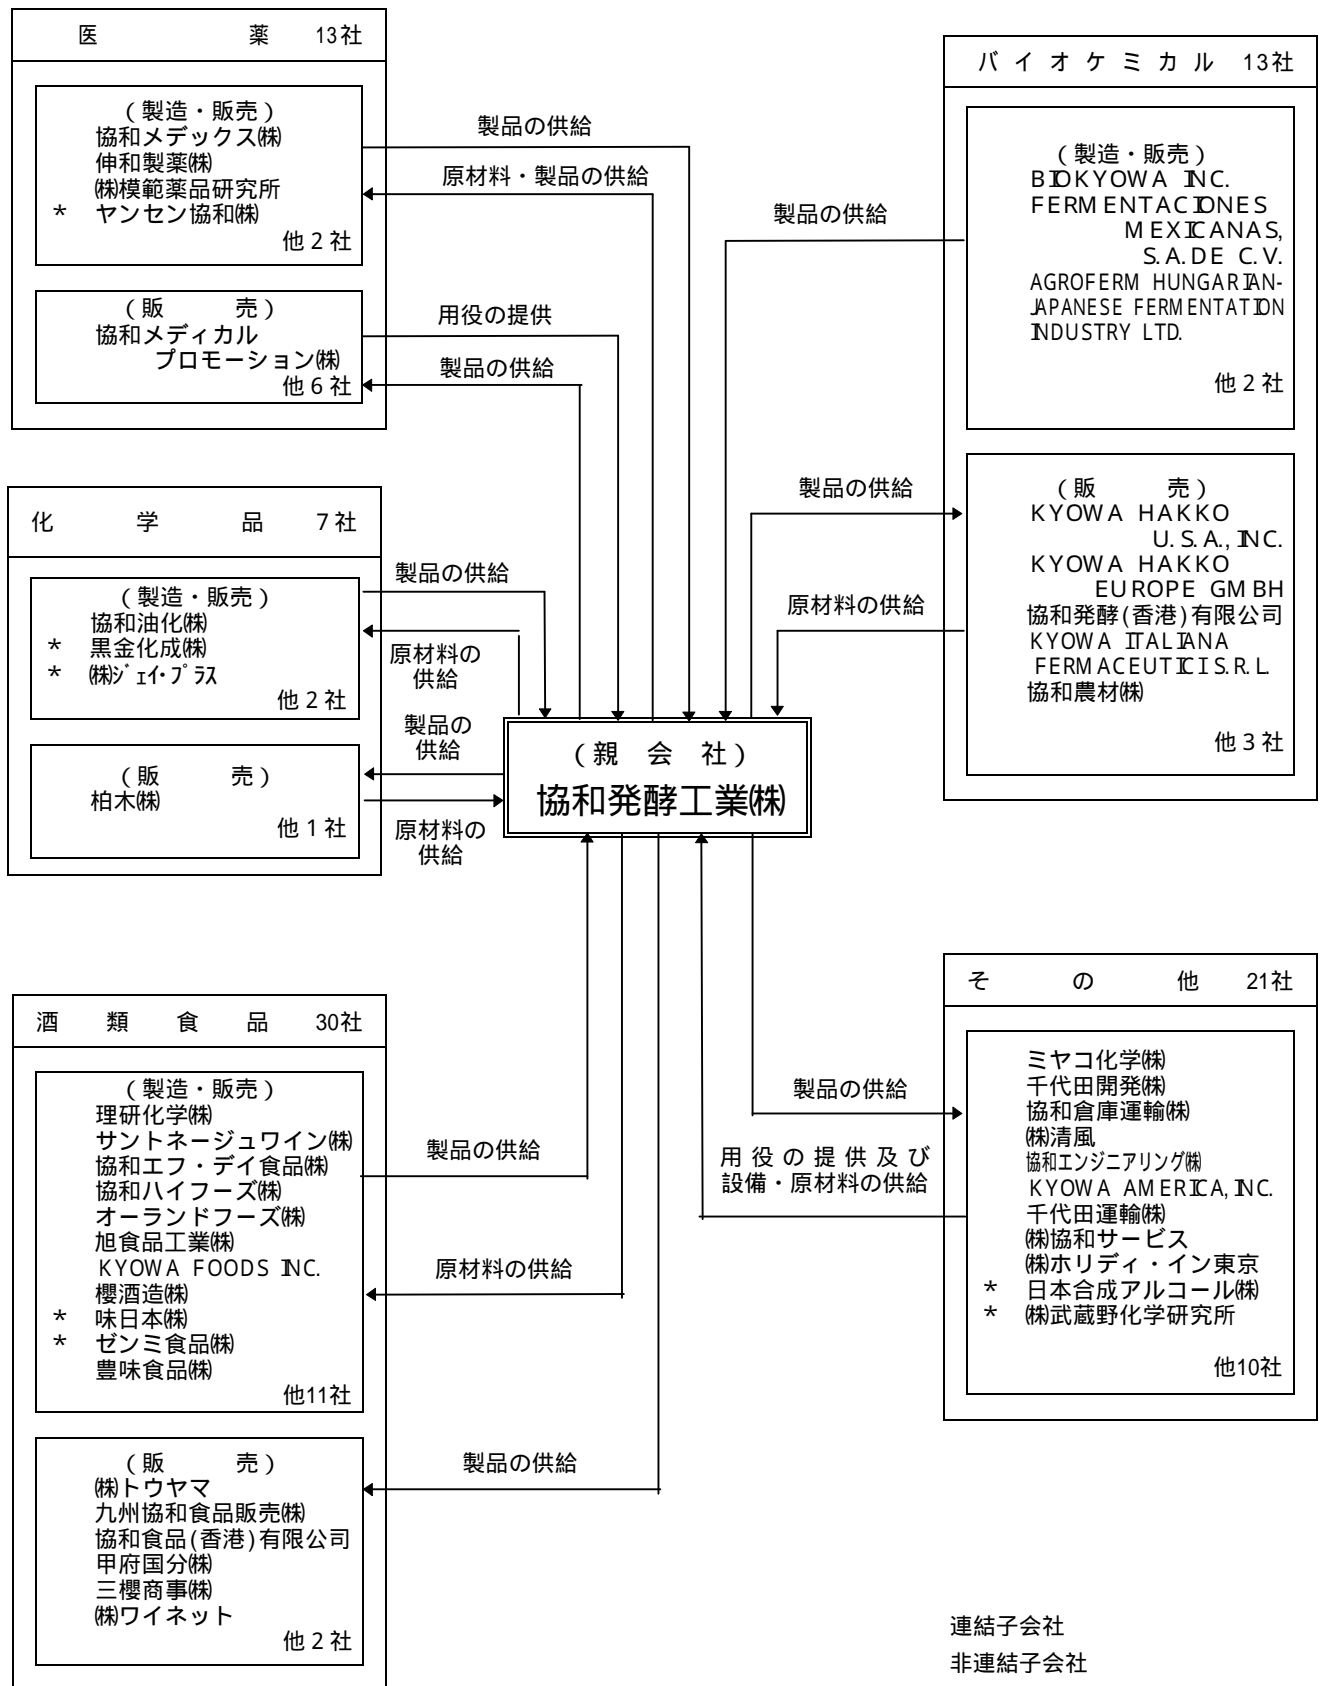 医 薬 13社
(製造・販売)
協和メデックス㈱
伸和製薬㈱
㈱模範薬品研究所
* ヤンセン協和㈱
他2社
(販 売)
協和メディカル
プロモーション㈱
他6社
製品の供給
原材料・製品の供給
用役の提供
製品の供給
バイオケミカル 13社
(製造・販売)
BIOKYOWA INC.
FERMENTACIONES
MEXICANAS,
S.A.DE C.V.
AGROFERM HUNGARIAN-
JAPANESE FERMENTATION
INDUSTRY LTD.
他2社
(販 売)
KYOWA HAKKO
U.S.A.,INC.
KYOWA HAKKO
EUROPE GMBH
協和発酵(香港)有限公司
KYOWA ITALIANA
FERMACEUTICI S.R.L.
協和農材㈱
他3社
製品の供給
製品の供給
原材料の供給
化 学 品 7社
(製造・販売)
協和油化㈱
* 黒金化成㈱
* ㈱ジェイ・プラス
他2社
(販 売)
柏木㈱
他1社
製品の供給
原材料の
供給
製品の
供給
原材料の
供給
(親 会 社)
協和発酵工業㈱
酒 類 食 品 30社
(製造・販売)
理研化学㈱
サントネージュワイン㈱
協和エフ・デイ食品㈱
協和ハイフーズ㈱
オーランドフーズ㈱
旭食品工業㈱
KYOWA FOODS INC.
櫻酒造㈱
* 味日本㈱
* ゼンミ食品㈱
豊味食品㈱
他11社
(販 売)
㈱トウヤマ
九州協和食品販売㈱
協和食品(香港)有限公司
甲府国分㈱
三櫻商事㈱
㈱ワイネット
他2社
製品の供給
原材料の供給
製品の供給
そ の 他 21社
ミヤコ化学㈱
千代田開発㈱
協和倉庫運輸㈱
㈱清風
協和エンジニアリング㈱
KYOWA AMERICA,INC.
千代田運輸㈱
㈱協和サービス
㈱ホリディ・イン東京
* 日本合成アルコール㈱
* ㈱武蔵野化学研究所
他10社
製品の供給
用役の提供及び
設備・原材料の供給
連結子会社
非連結子会社